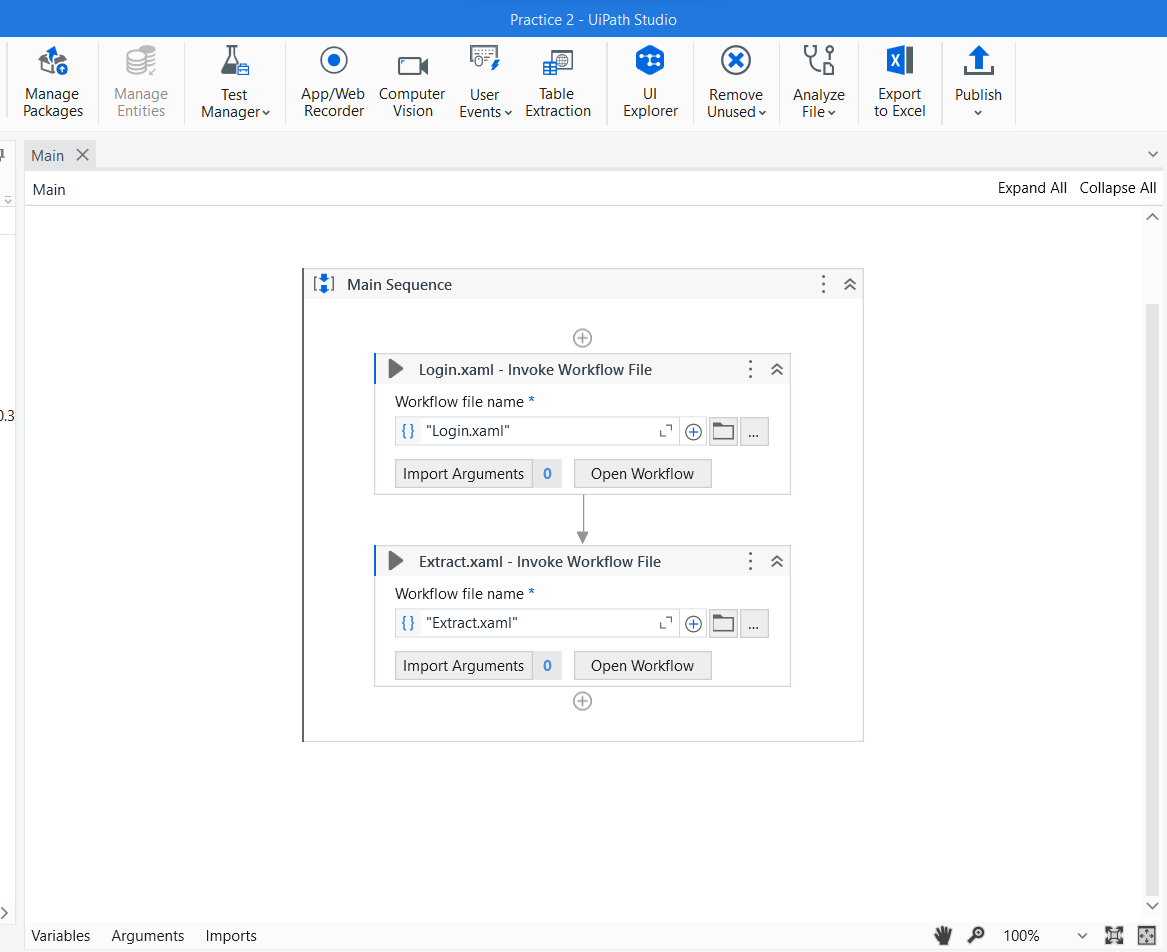 Practice 2 - UiPath Studio
Manage Packages
Manage Entities
Test Manager
App/Web Recorder
Computer Vision
User Events
Table Extraction
UI Explorer
Remove Unused
Analyze File
Export to Excel
Publish
Main
Main
Expand All Collapse All
Main Sequence
Login.xaml - Invoke Workflow File
Workflow file name *
"Login.xaml"
...
Import Arguments 0 Open Workflow
Extract.xaml - Invoke Workflow File
Workflow file name *
"Extract.xaml"
...
Import Arguments 0 Open Workflow
0.3
Variables Arguments Imports
100%